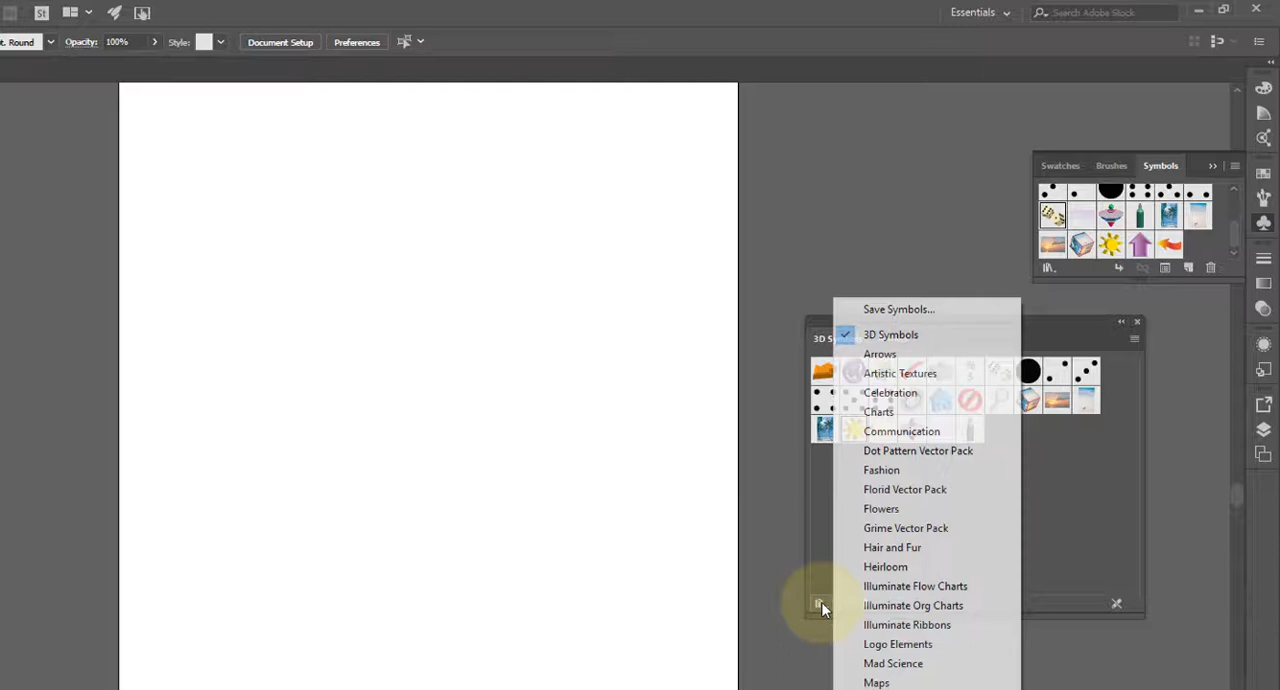 St
Essentials
Search Adobe Stock
t. Round
Opacity:
100%
Style:
Document Setup
Preferences
Swatches
Brushes
Symbols
3D S
Save Symbols...
3D Symbols
Arrows
Artistic Textures
Celebration
Charts
Communication
Dot Pattern Vector Pack
Fashion
Florid Vector Pack
Flowers
Grime Vector Pack
Hair and Fur
Heirloom
Illuminate Flow Charts
Illuminate Org Charts
Illuminate Ribbons
Logo Elements
Mad Science
Maps